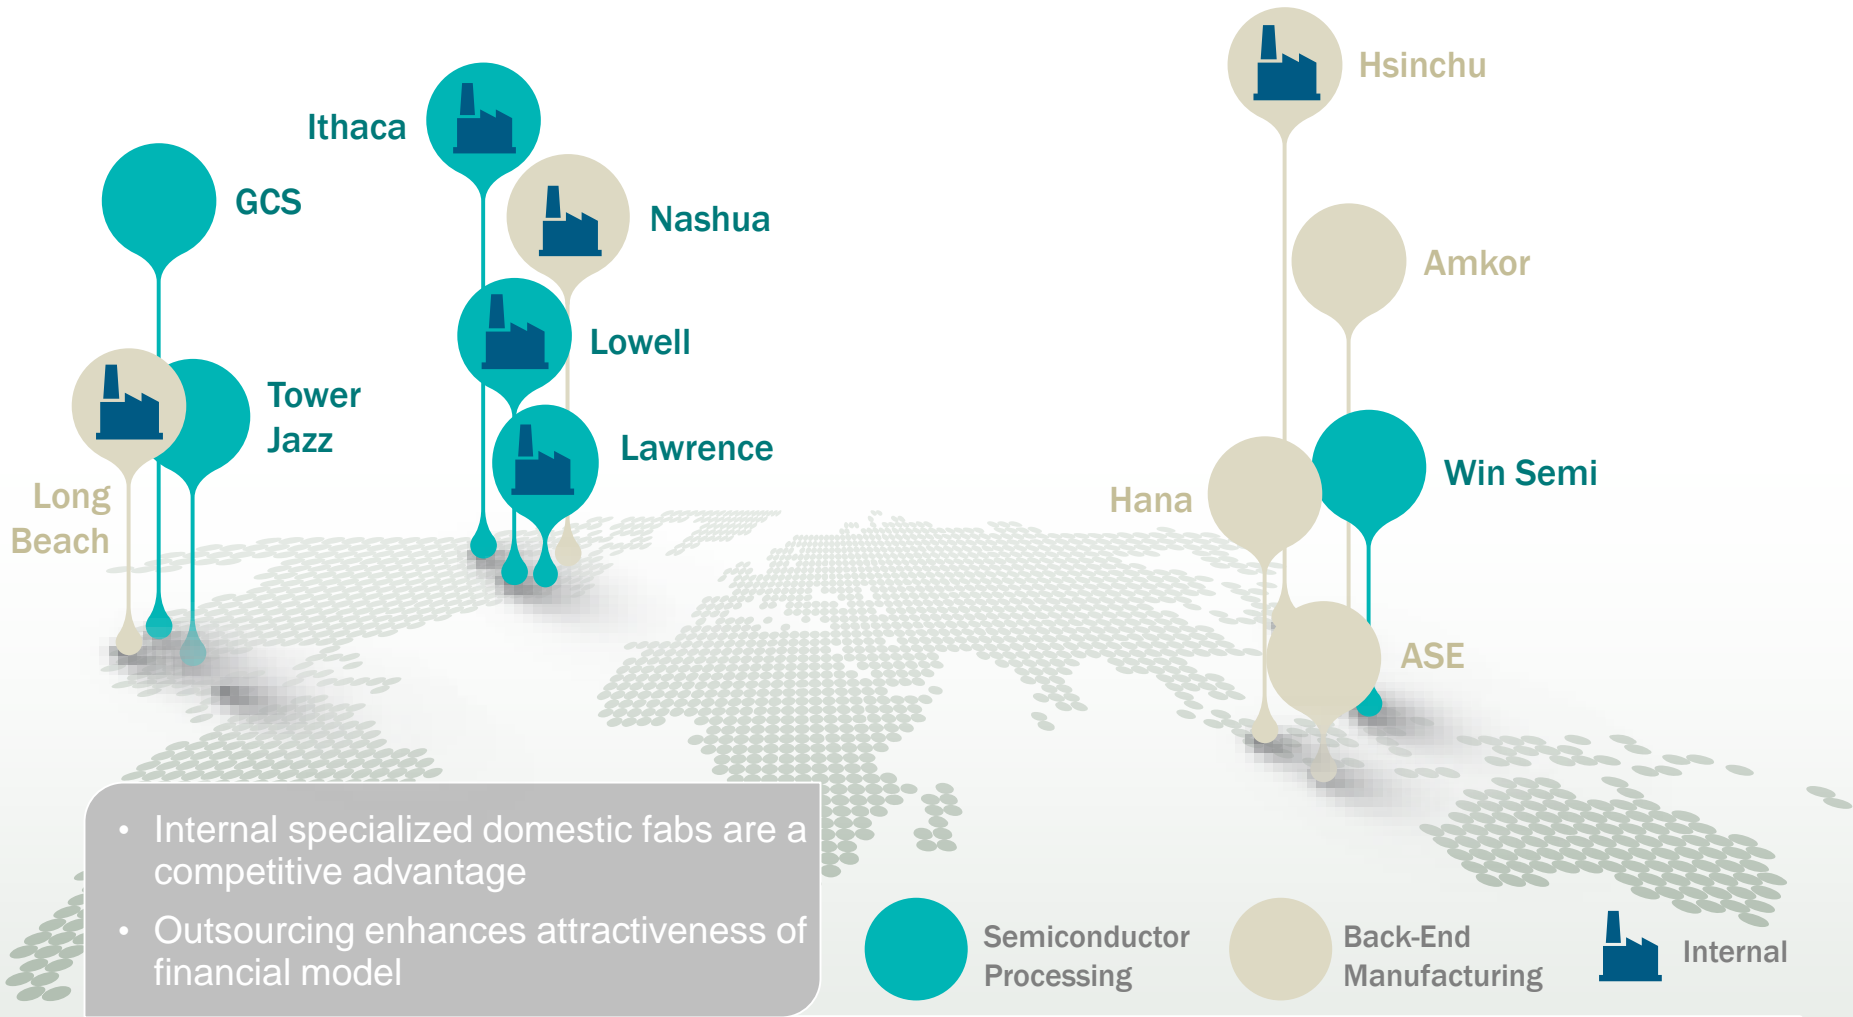 Hsinchu
Ithaca
GCS
Nashua
Amkor
Lowell
Tower
Jazz
Lawrence
Long
Beach
Hana
Win Semi
ASE
• Internal specialized domestic fabs are a
competitive advantage
• Outsourcing enhances attractiveness of
financial model
Semiconductor
Processing
Back-End
Manufacturing
Internal